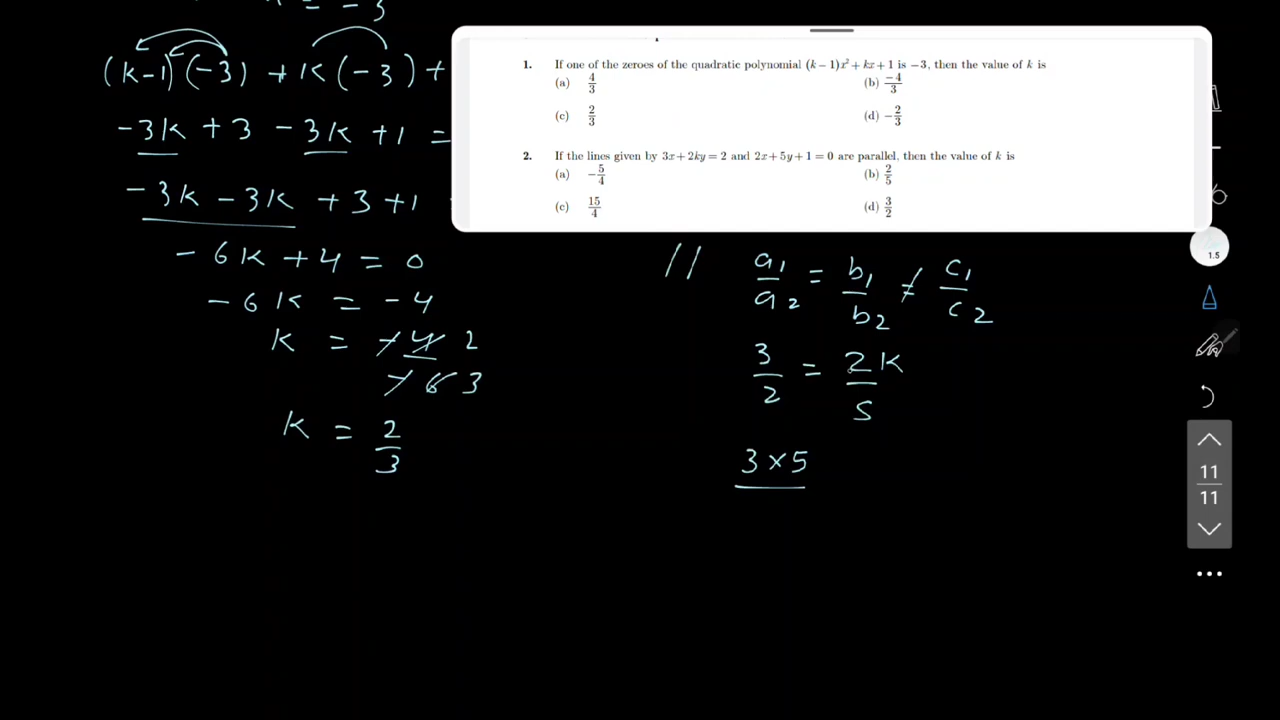 = -3
(k-1)(-3) + k(-3) +
-3k + 3 - 3k + 1 =
-3k - 3k + 3 + 1
-6k + 4 = 0
-6k = -4
k = -4 2
-6 3
k = 2/3
1. If one of the zeroes of the quadratic polynomial (k − 1)x² + kx + 1 is −3, then the value of k is
(a) 4/3 (b) −4/3
(c) 2/3 (d) −2/3
2. If the lines given by 3x + 2ky = 2 and 2x + 5y + 1 = 0 are parallel, then the value of k is
(a) −5/4 (b) 2/5
(c) 15/4 (d) 3/2
// a1/a2 = b1/b2 ≠ c1/c2
3/2 = 2k/5
3×5
1.5
11
11